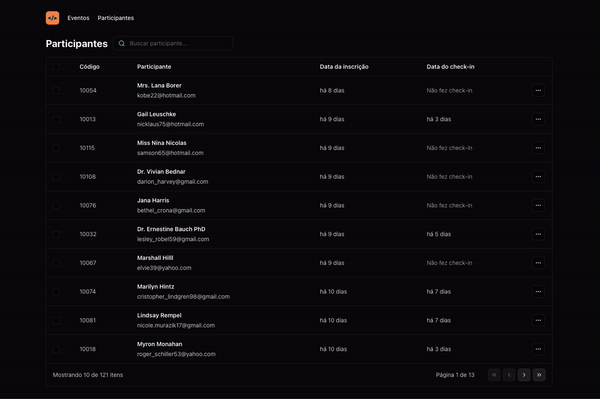 </> Eventos Participantes
Participantes Buscar participante...
Código Participante Data da inscrição Data do check-in
10054 Mrs. Lana Borer há 8 dias Não fez check-in
kobe22@hotmail.com
10013 Gail Leuschke há 9 dias há 3 dias
nicklaus75@hotmail.com
10115 Miss Nina Nicolas há 9 dias Não fez check-in
samson65@hotmail.com
10108 Dr. Vivian Bednar há 9 dias Não fez check-in
darion_harvey@gmail.com
10076 Jana Harris há 9 dias Não fez check-in
bethel_crona@gmail.com
10032 Dr. Ernestine Bauch PhD há 9 dias há 5 dias
lesley_robel59@gmail.com
10067 Marshall Hilll há 9 dias Não fez check-in
elvie39@yahoo.com
10074 Marilyn Hintz há 10 dias há 7 dias
cristopher_lindgren98@gmail.com
10081 Lindsay Rempel há 10 dias há 7 dias
nicole.murazik17@gmail.com
10018 Myron Monahan há 10 dias há 3 dias
roger_schiller53@yahoo.com
Mostrando 10 de 121 itens Página 1 de 13